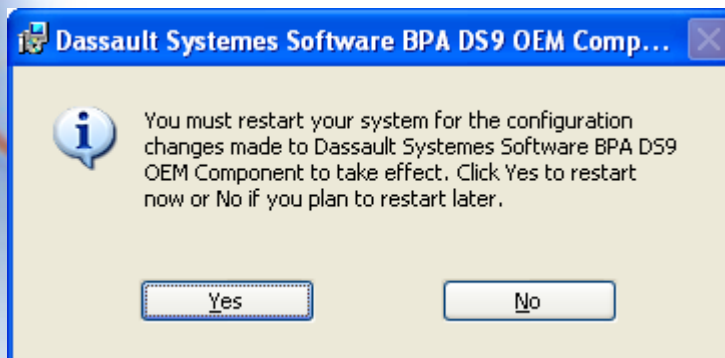 Dassault Systemes Software BPA DS9 OEM Comp...
You must restart your system for the configuration
changes made to Dassault Systemes Software BPA DS9
OEM Component to take effect. Click Yes to restart
now or No if you plan to restart later.
Yes
No